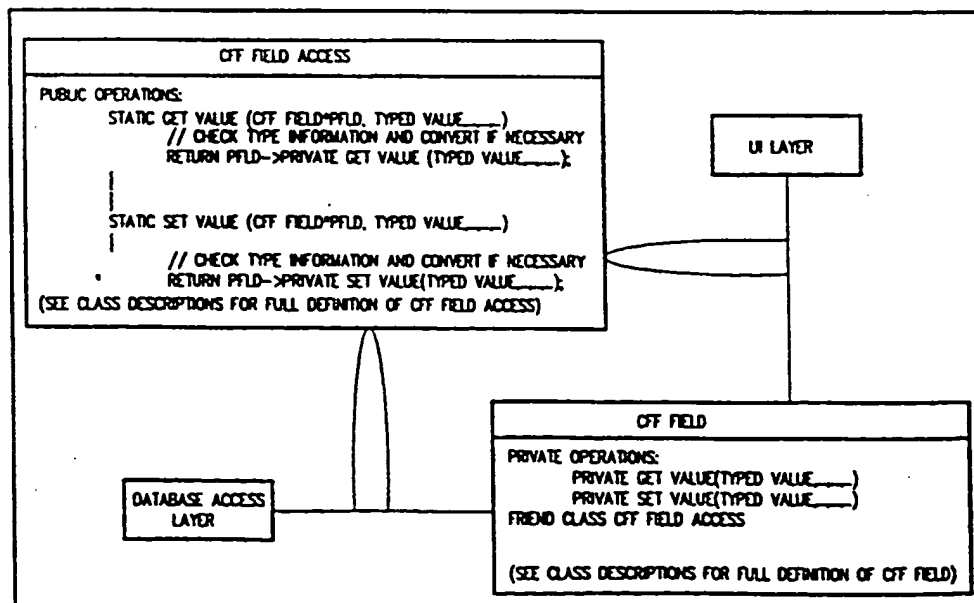 CFF FIELD ACCESS
PUBLIC OPERATIONS:
STATIC GET VALUE (CFF FIELD*PFLD, TYPED VALUE____)
// CHECK TYPE INFORMATION AND CONVERT IF NECESSARY
RETURN PFLD->PRIVATE GET VALUE (TYPED VALUE____);
STATIC SET VALUE (CFF FIELD*PFLD, TYPED VALUE____)
// CHECK TYPE INFORMATION AND CONVERT IF NECESSARY
RETURN PFLD->PRIVATE SET VALUE(TYPED VALUE____);
(SEE CLASS DESCRIPTIONS FOR FULL DEFINITION OF CFF FIELD ACCESS)
UI LAYER
DATABASE ACCESS
LAYER
CFF FIELD
PRIVATE OPERATIONS:
PRIVATE GET VALUE(TYPED VALUE____)
PRIVATE SET VALUE(TYPED VALUE____)
FRIEND CLASS CFF FIELD ACCESS
(SEE CLASS DESCRIPTIONS FOR FULL DEFINITION OF CFF FIELD)